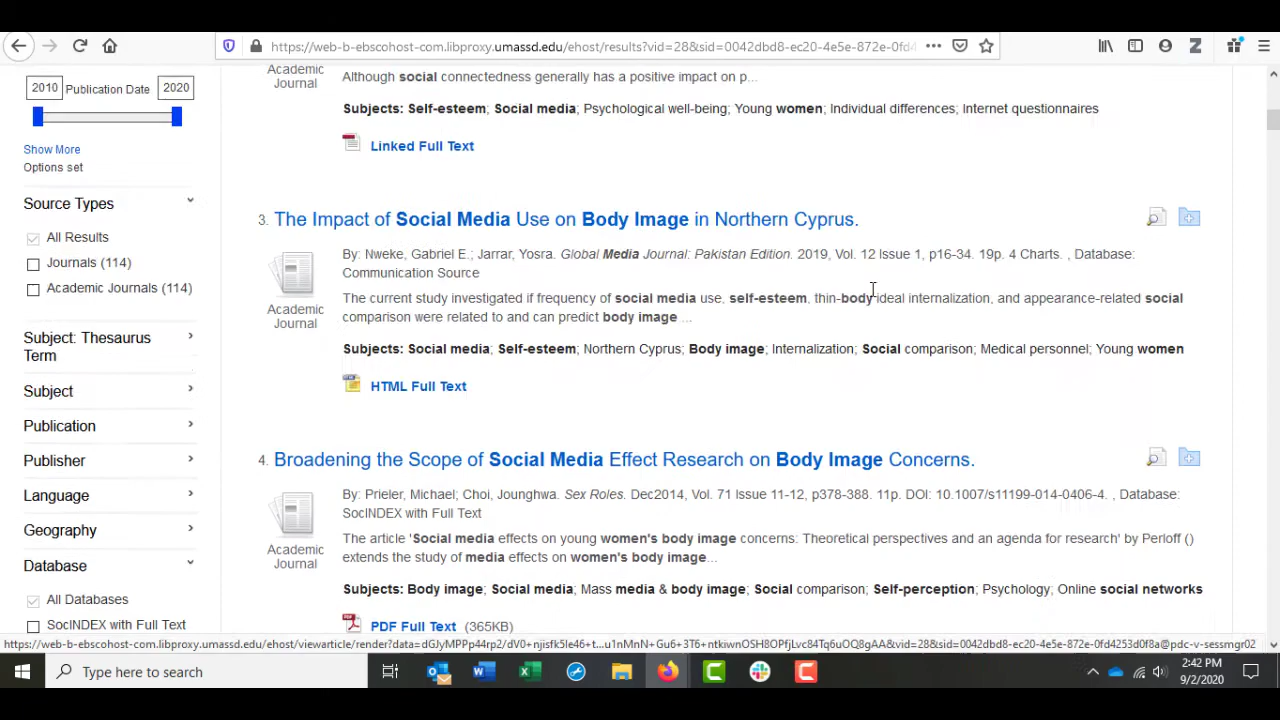 https://web-b-ebscohost-com.libproxy.umassd.edu/ehost/results?vid=28&sid=0042dbd8-ec20-4e5e-872e-0fd4
2010 Publication Date 2020
Show More
Options set
Source Types
All Results
Journals (114)
Academic Journals (114)
Subject: Thesaurus
Term
Subject
Publication
Publisher
Language
Geography
Database
All Databases
SocINDEX with Full Text
Academic
Journal
Although social connectedness generally has a positive impact on p...
Subjects: Self-esteem; Social media; Psychological well-being; Young women; Individual differences; Internet questionnaires
Linked Full Text
3. The Impact of Social Media Use on Body Image in Northern Cyprus.
Academic
Journal
By: Nweke, Gabriel E.; Jarrar, Yosra. Global Media Journal: Pakistan Edition. 2019, Vol. 12 Issue 1, p16-34. 19p. 4 Charts. , Database:
Communication Source
The current study investigated if frequency of social media use, self-esteem, thin-body ideal internalization, and appearance-related social
comparison were related to and can predict body image ...
Subjects: Social media; Self-esteem; Northern Cyprus; Body image; Internalization; Social comparison; Medical personnel; Young women
HTML Full Text
4. Broadening the Scope of Social Media Effect Research on Body Image Concerns.
Academic
Journal
By: Prieler, Michael; Choi, Jounghwa. Sex Roles. Dec2014, Vol. 71 Issue 11-12, p378-388. 11p. DOI: 10.1007/s11199-014-0406-4. , Database:
SocINDEX with Full Text
The article 'Social media effects on young women's body image concerns: Theoretical perspectives and an agenda for research' by Perloff ()
extends the study of media effects on women's body image...
Subjects: Body image; Social media; Mass media & body image; Social comparison; Self-perception; Psychology; Online social networks
PDF Full Text (365KB)
Type here to search
2:42 PM
9/2/2020